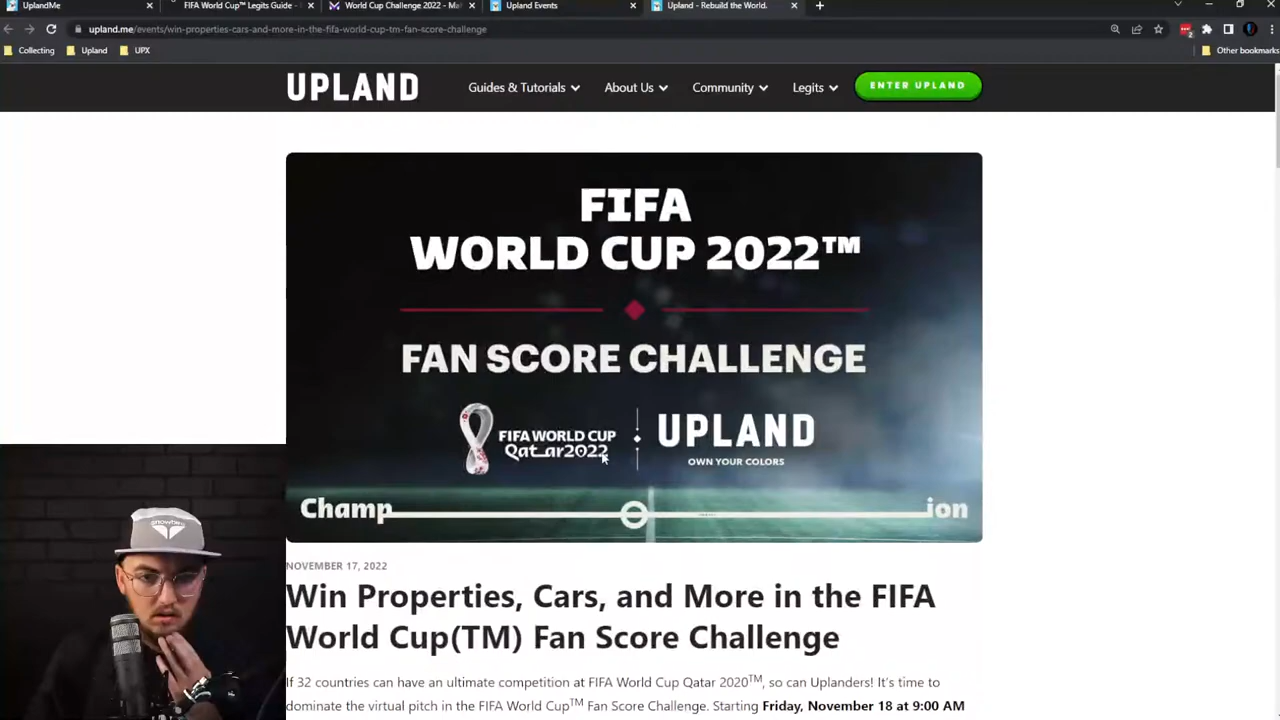 UplandMe
FIFA World Cup™ Legits Guide -
World Cup Challenge 2022 - Ma
Upland Events
Upland - Rebuild the World.
upland.me/events/win-properties-cars-and-more-in-the-fifa-world-cup-tm-fan-score-challenge
Collecting
Upland
UPX
Other bookmarks
UPLAND
Guides & Tutorials
About Us
Community
Legits
ENTER UPLAND
FIFA
WORLD CUP 2022™
FAN SCORE CHALLENGE
FIFA WORLD CUP
Qatar2022
UPLAND
OWN YOUR COLORS
Champ
ion
NOVEMBER 17, 2022
Win Properties, Cars, and More in the FIFA
World Cup(TM) Fan Score Challenge
If 32 countries can have an ultimate competition at FIFA World Cup Qatar 2020TM, so can Uplanders! It's time to
dominate the virtual pitch in the FIFA World CupTM Fan Score Challenge. Starting Friday, November 18 at 9:00 AM